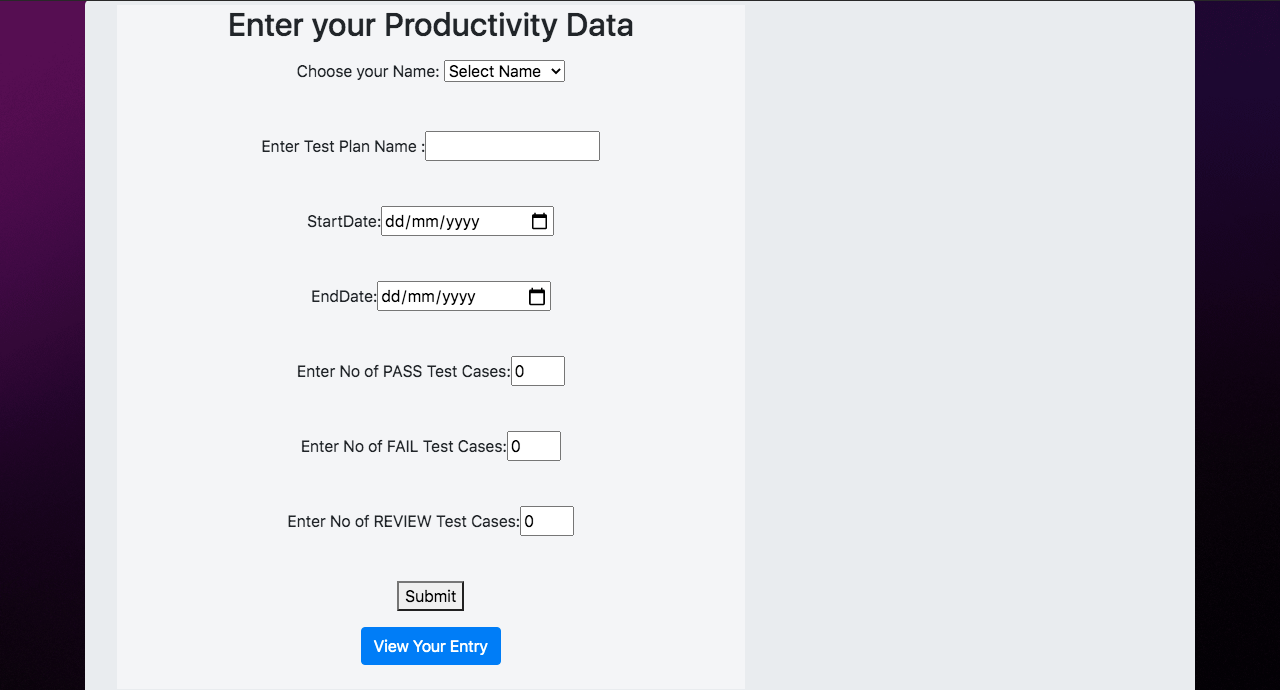 Enter your Productivity Data
Choose your Name: Select Name
Enter Test Plan Name :
StartDate: dd/mm/yyyy
EndDate: dd/mm/yyyy
Enter No of PASS Test Cases: 0
Enter No of FAIL Test Cases: 0
Enter No of REVIEW Test Cases: 0
Submit
View Your Entry